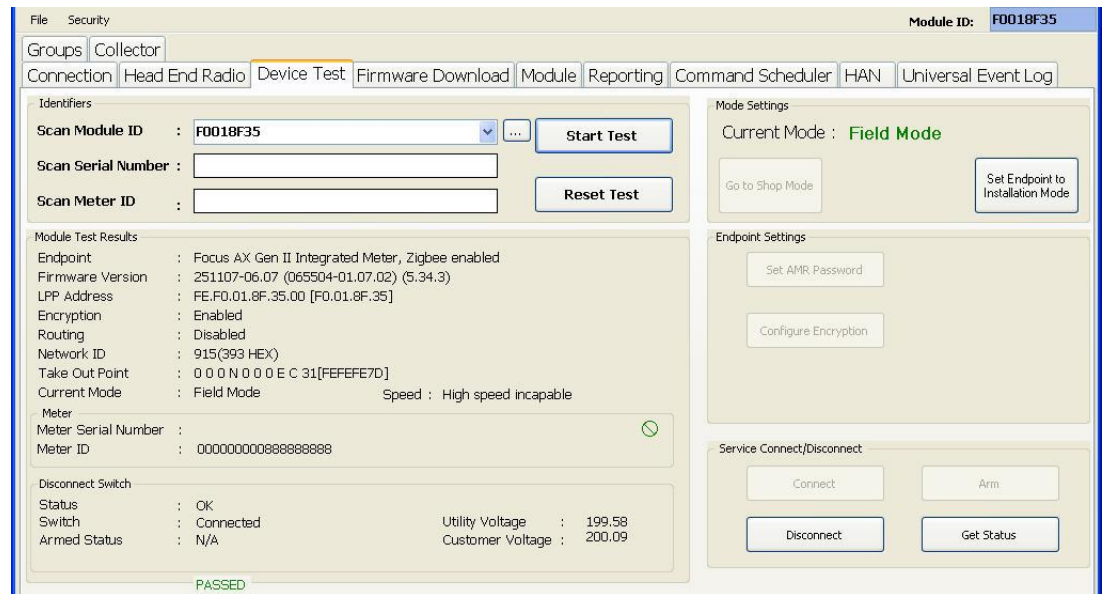 File Security Module ID: F0018F35
Groups Collector
Connection Head End Radio Device Test Firmware Download Module Reporting Command Scheduler HAN Universal Event Log
Identifiers
Scan Module ID : F0018F35 ... Start Test
Scan Serial Number :
Scan Meter ID : Reset Test
Mode Settings
Current Mode : Field Mode
Go to Shop Mode
Set Endpoint to
Installation Mode
Module Test Results
Endpoint : Focus AX Gen II Integrated Meter, Zigbee enabled
Firmware Version : 251107-06.07 (065504-01.07.02) (5.34.3)
LPP Address : FE.F0.01.8F.35.00 [F0.01.8F.35]
Encryption : Enabled
Routing : Disabled
Network ID : 915(393 HEX)
Take Out Point : 0 0 0 N 0 0 0 E C 31[FEFEFE7D]
Current Mode : Field Mode Speed : High speed incapable
Meter
Meter Serial Number :
Meter ID : 000000000888888888
Disconnect Switch
Status : OK
Switch : Connected Utility Voltage : 199.58
Armed Status : N/A Customer Voltage : 200.09
PASSED
Endpoint Settings
Set AMR Password
Configure Encryption
Service Connect/Disconnect
Connect Arm
Disconnect Get Status